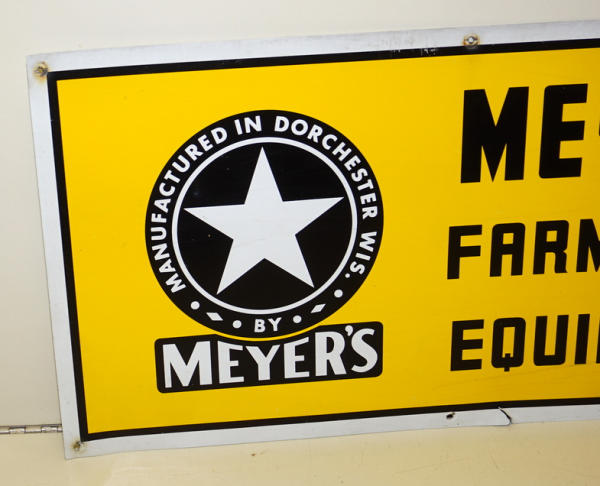 MANUFACTURED IN DORCHESTER WIS.
BY
MEYER'S
ME
FARM
EQUI